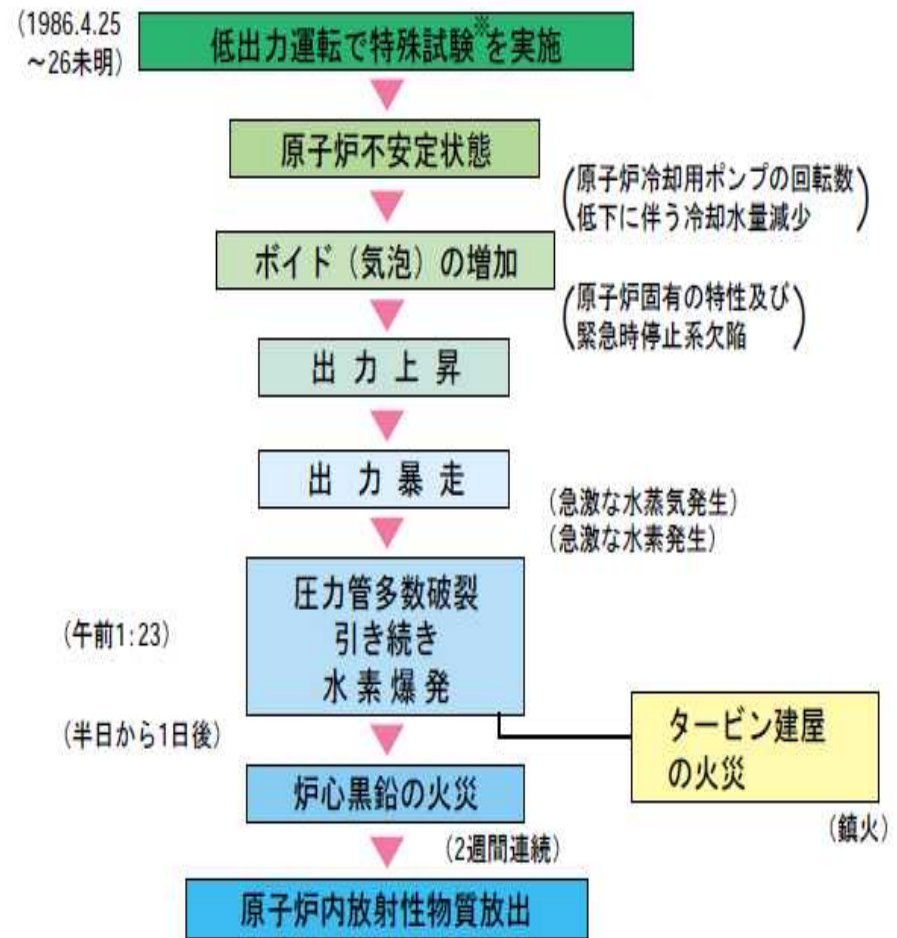 (1986.4.25
～26未明)
低出力運転で特殊試験※を実施
原子炉不安定状態
(原子炉冷却用ポンプの回転数
低下に伴う冷却水量減少)
ボイド（気泡）の増加
(原子炉固有の特性及び
緊急時停止系欠陥)
出力上昇
出力暴走
(急激な水蒸気発生)
(急激な水素発生)
圧力管多数破裂
引き続き
水素爆発
(午前1:23)
(半日から1日後)
タービン建屋
の火災
(鎮火)
炉心黒鉛の火災
(2週間連続)
原子炉内放射性物質放出